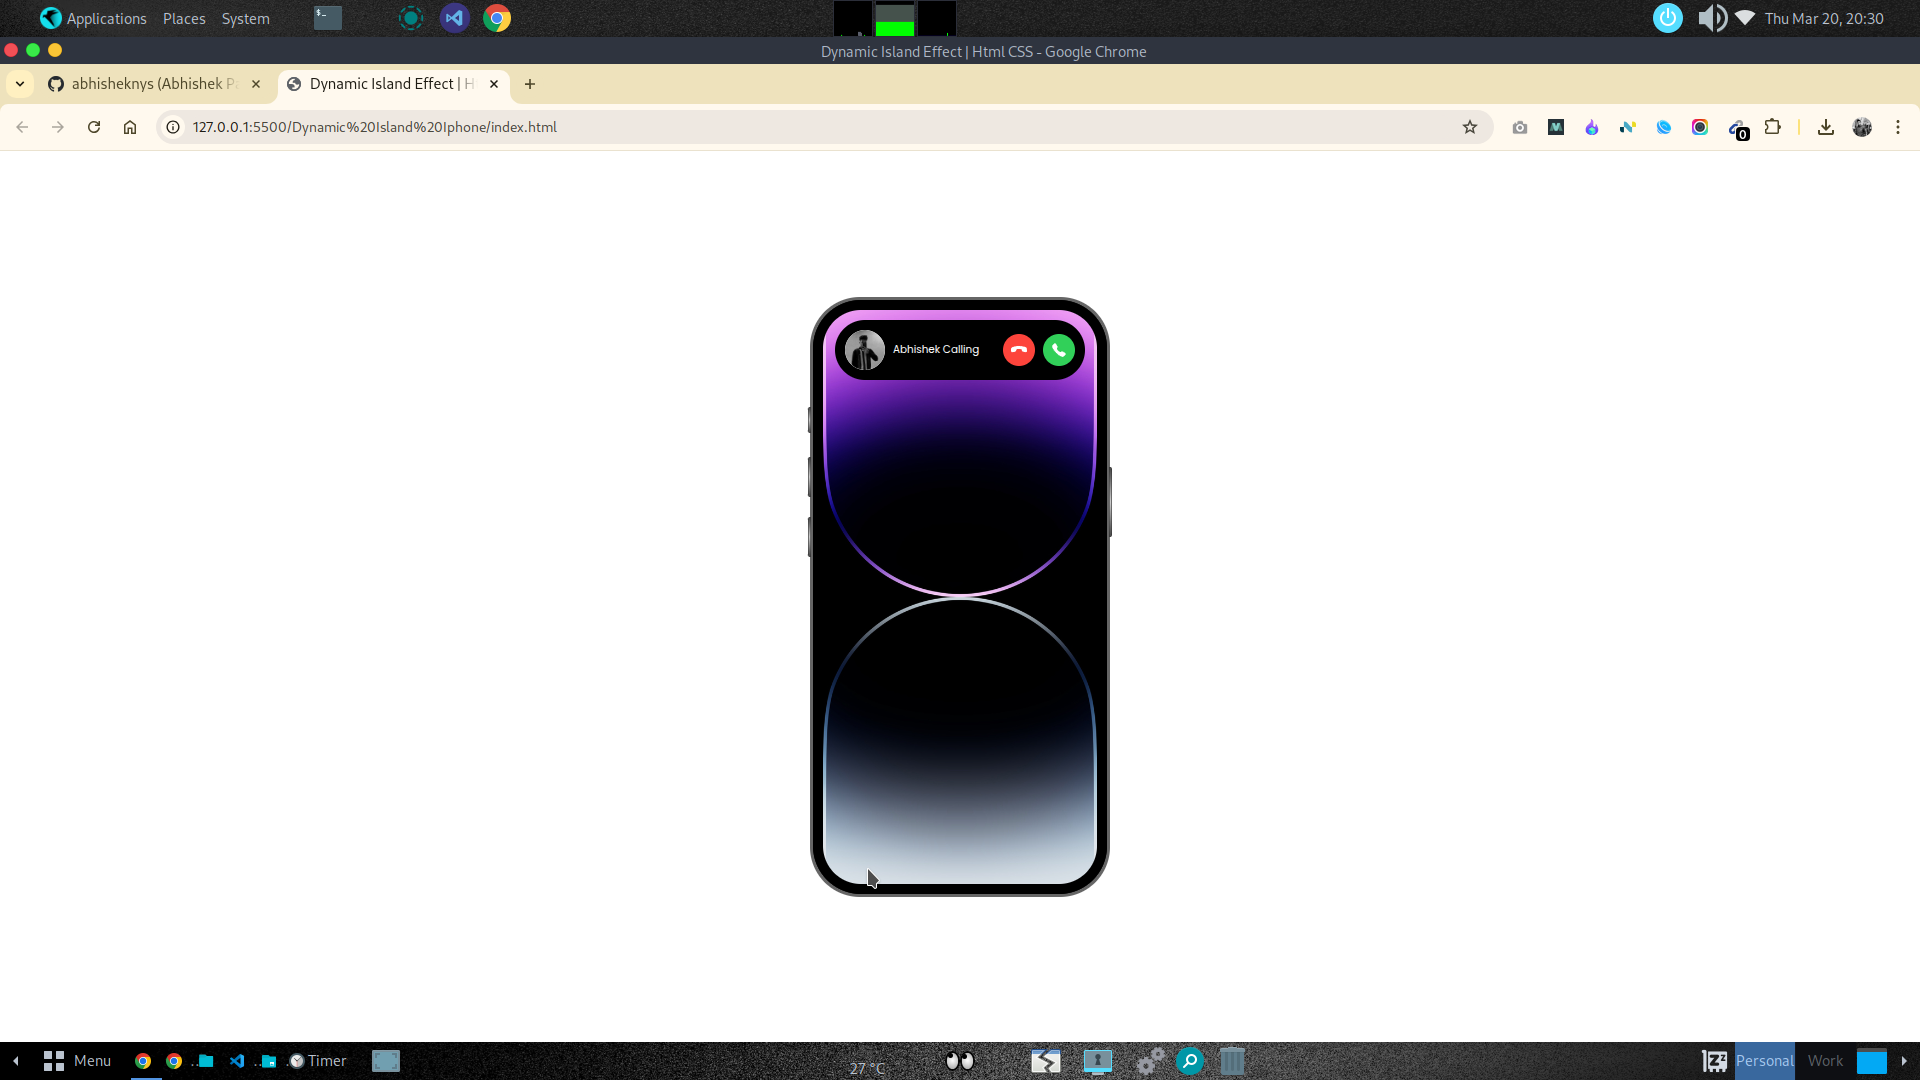 Applications Places System
$-
Thu Mar 20, 20:30
Dynamic Island Effect | Html CSS - Google Chrome
abhisheknys (Abhishek P
Dynamic Island Effect | H
127.0.0.1:5500/Dynamic%20Island%20Iphone/index.html
0
Abhishek Calling
Menu
..
..
Timer
27 °C
Personal
Work